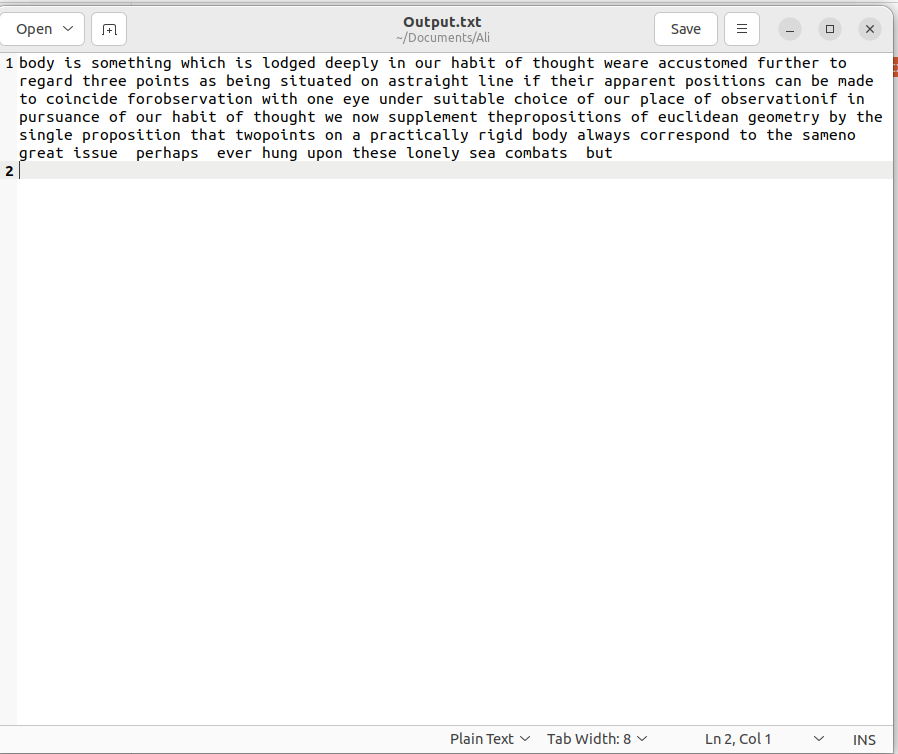 Open
Output.txt
~/Documents/Ali
Save
1 body is something which is lodged deeply in our habit of thought weare accustomed further to
regard three points as being situated on astraight line if their apparent positions can be made
to coincide forobservation with one eye under suitable choice of our place of observationif in
pursuance of our habit of thought we now supplement thepropositions of euclidean geometry by the
single proposition that twopoints on a practically rigid body always correspond to the sameno
great issue  perhaps  ever hung upon these lonely sea combats  but
2
Plain Text Tab Width: 8 Ln 2, Col 1 INS